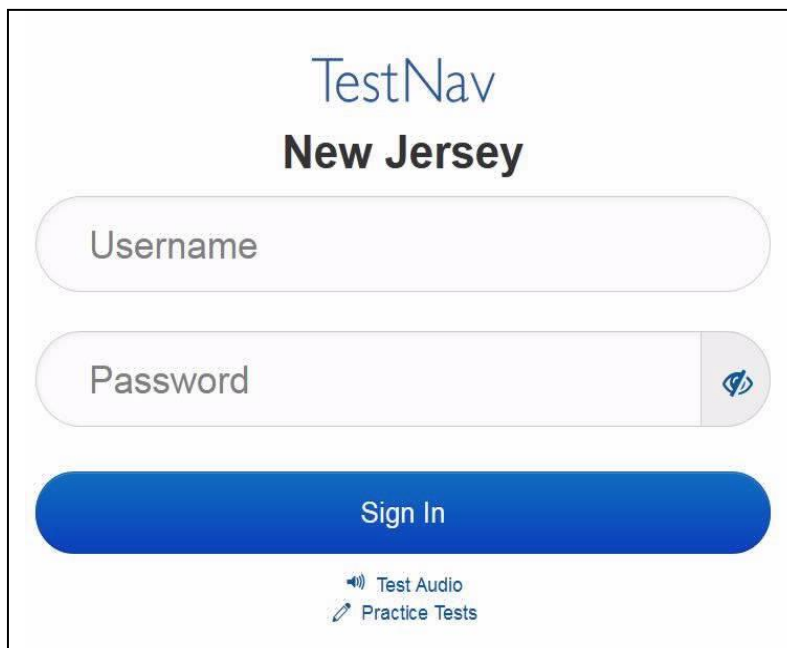 TestNav
New Jersey
Username
Password
Sign In
Test Audio
Practice Tests